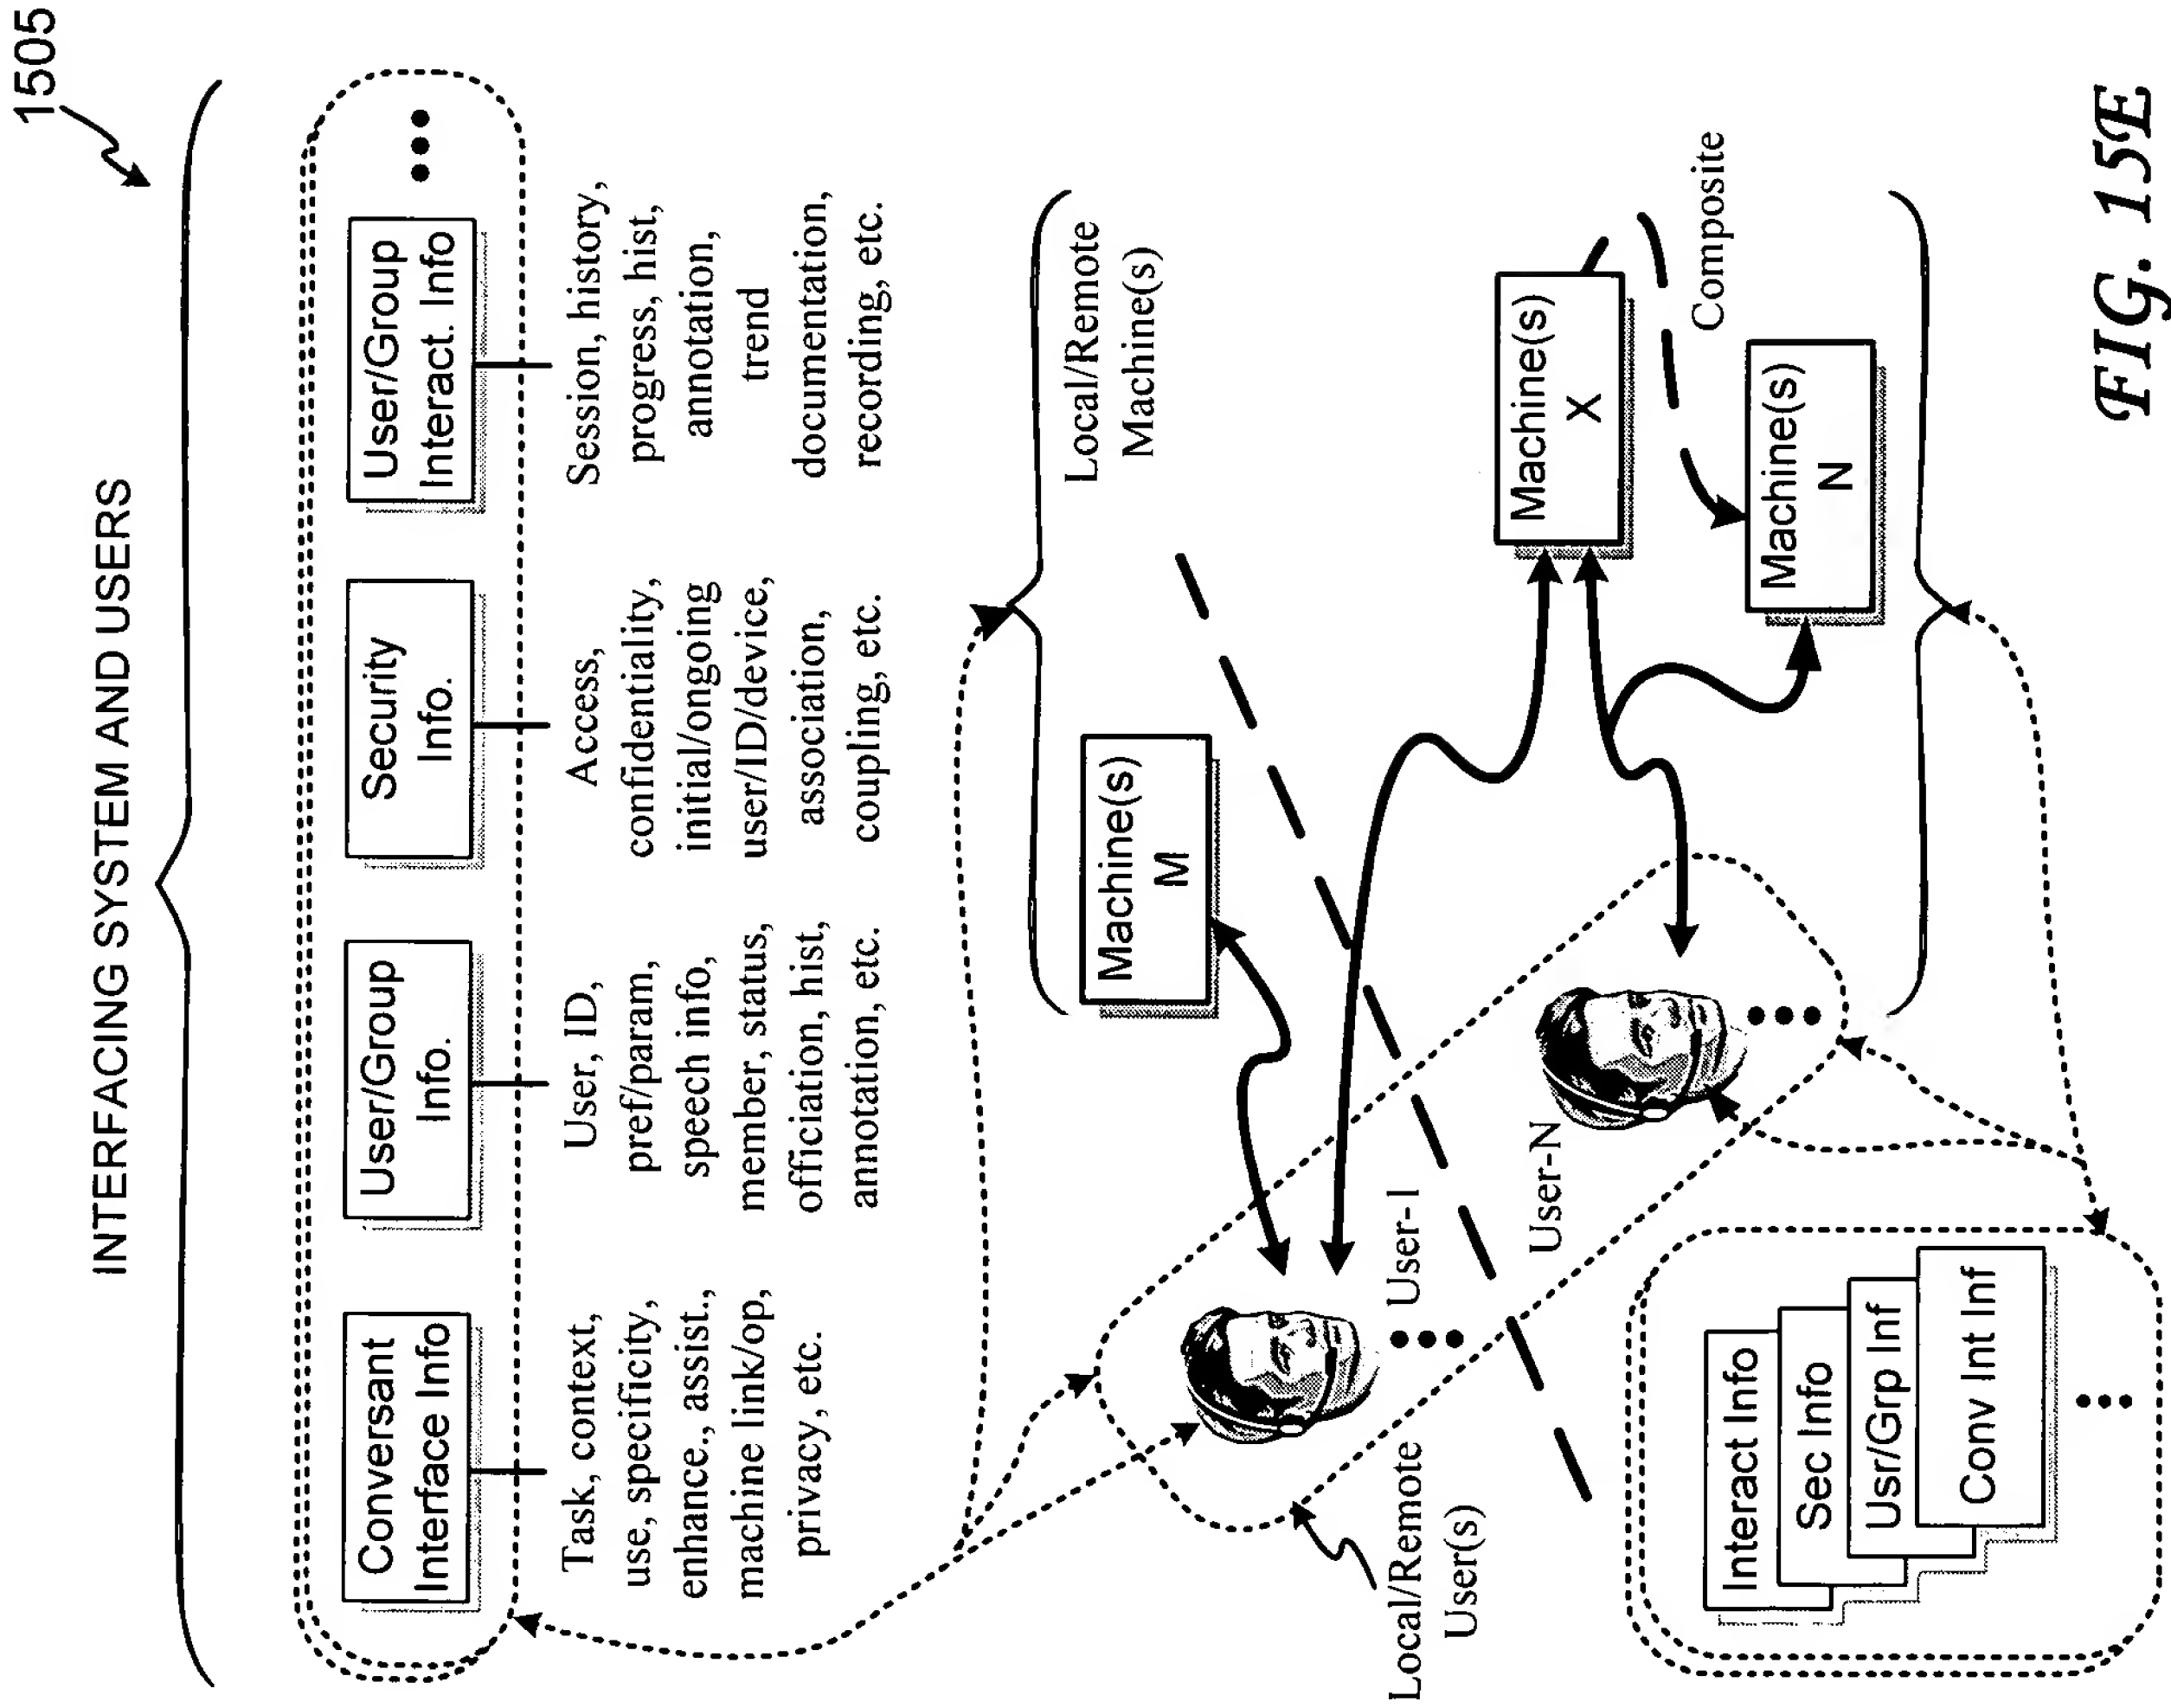 1505
INTERFACING SYSTEM AND USERS
Conversant
Interface Info
User/Group
Info.
Security
Info.
User/Group
Interact. Info
Task, context,
use, specificity,
enhance., assist.,
machine link/op,
privacy, etc.
User, ID,
pref/param,
speech info,
member, status,
officiation, hist,
annotation, etc.
Access,
confidentiality,
initial/ongoing
user/ID/device,
association,
coupling, etc.
Session, history,
progress, hist,
annotation,
trend
documentation,
recording, etc.
Local/Remote
Machine(s)
Machine(s)
M
User-1
Local/Remote
User(s)
User-N
Machine(s)
X
Composite
Machine(s)
N
Interact Info
Sec Info
Usr/Grp Inf
Conv Int Inf
FIG. 15E